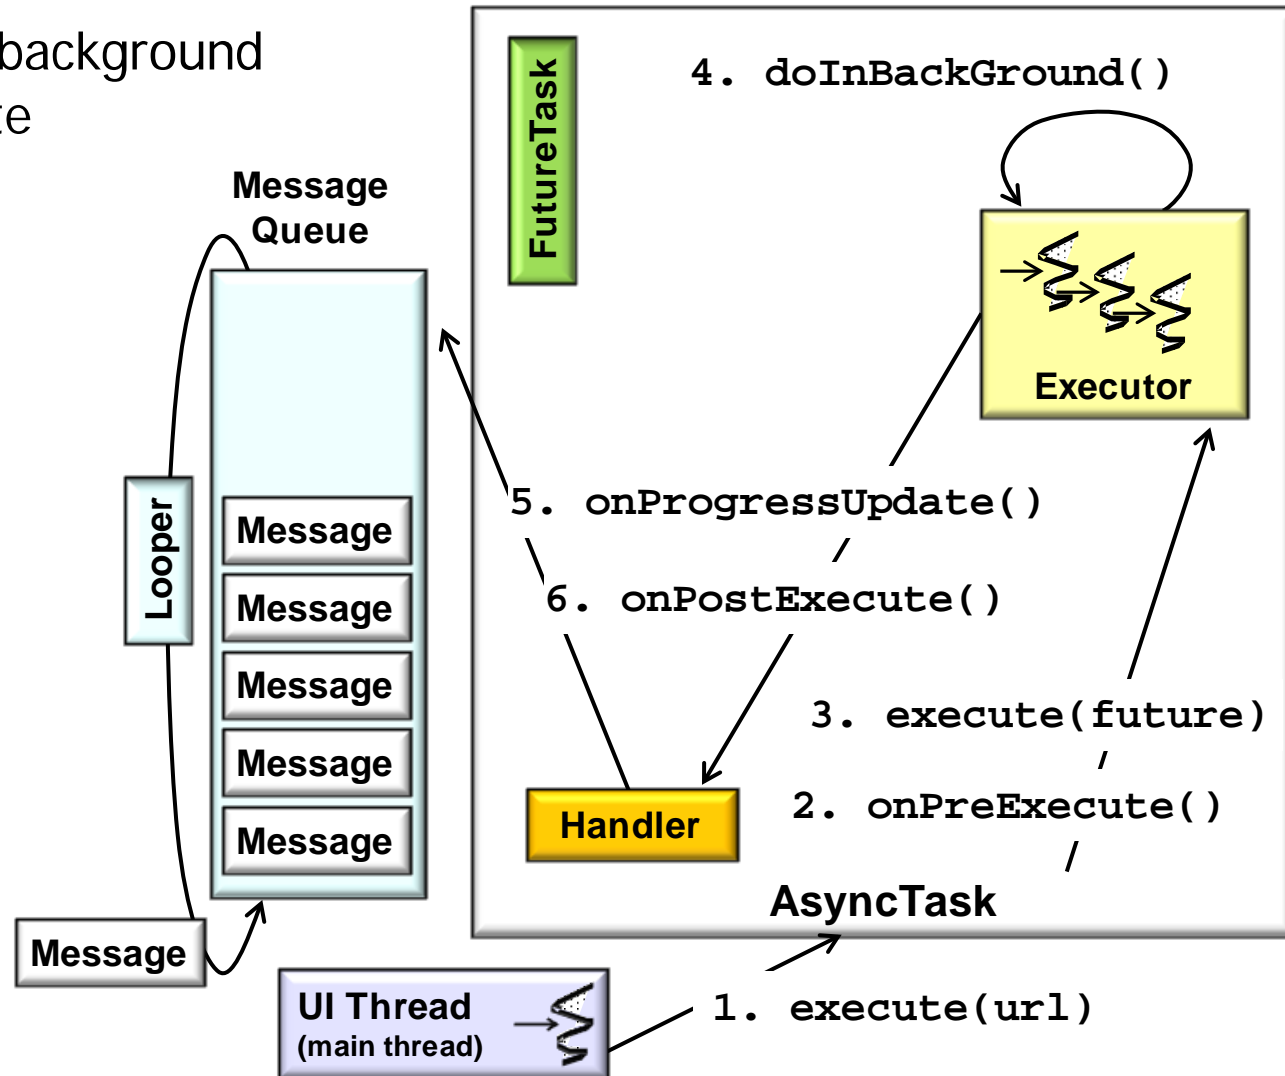 background
Message
Queue
FutureTask
4. doInBackGround()
Executor
Looper
Message
Message
Message
Message
Message
Message
5. onProgressUpdate()
6. onPostExecute()
3. execute(future)
2. onPreExecute()
Handler
AsyncTask
UI Thread
(main thread)
1. execute(url)